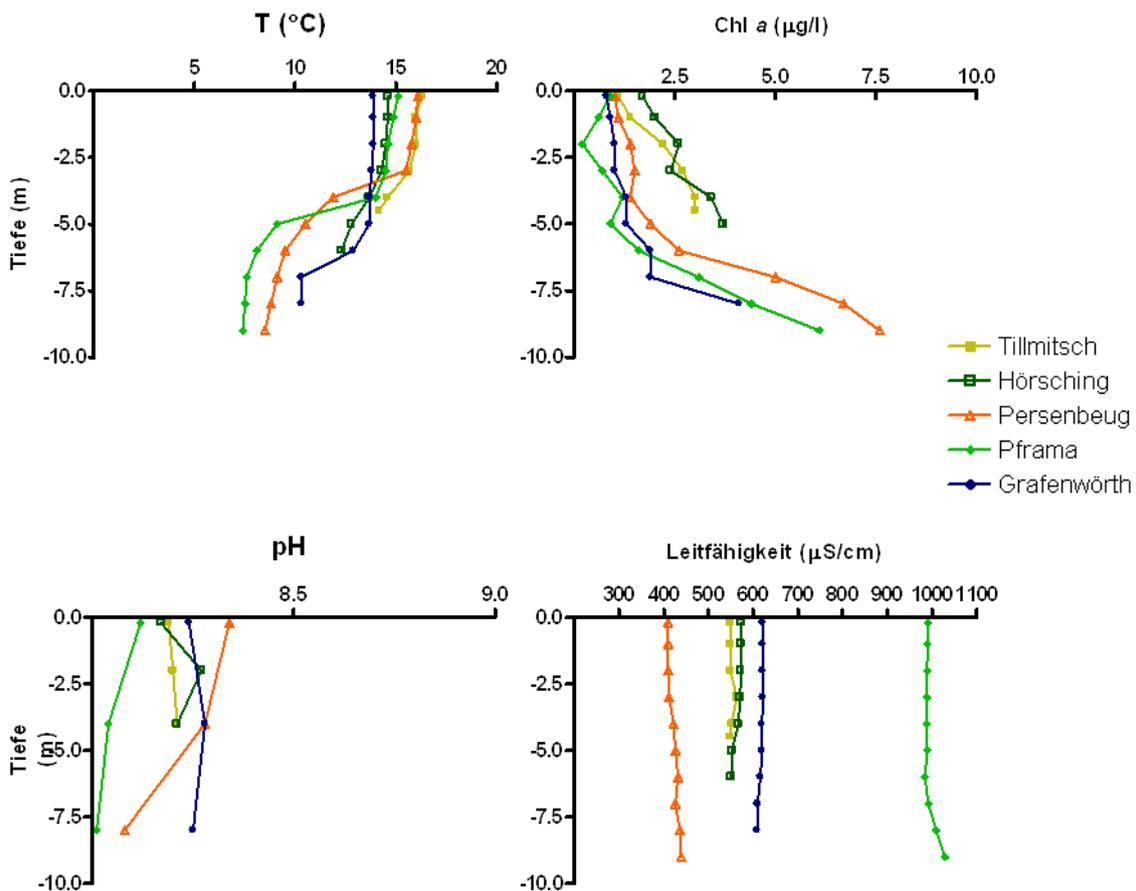 T (°C)
Chl a (µg/l)
5 10 15 20
2.5 5.0 7.5 10.0
0.0
-2.5
-5.0
-7.5
-10.0
Tiefe (m)
0.0
-2.5
-5.0
-7.5
-10.0
Tillmitsch
Hörsching
Persenbeug
Pframa
Grafenwörth
pH
Leitfähigkeit (µS/cm)
8.5 9.0
300 400 500 600 700 800 900 1000 1100
0.0
-2.5
-5.0
-7.5
-10.0
Tiefe
(m)
0.0
-2.5
-5.0
-7.5
-10.0